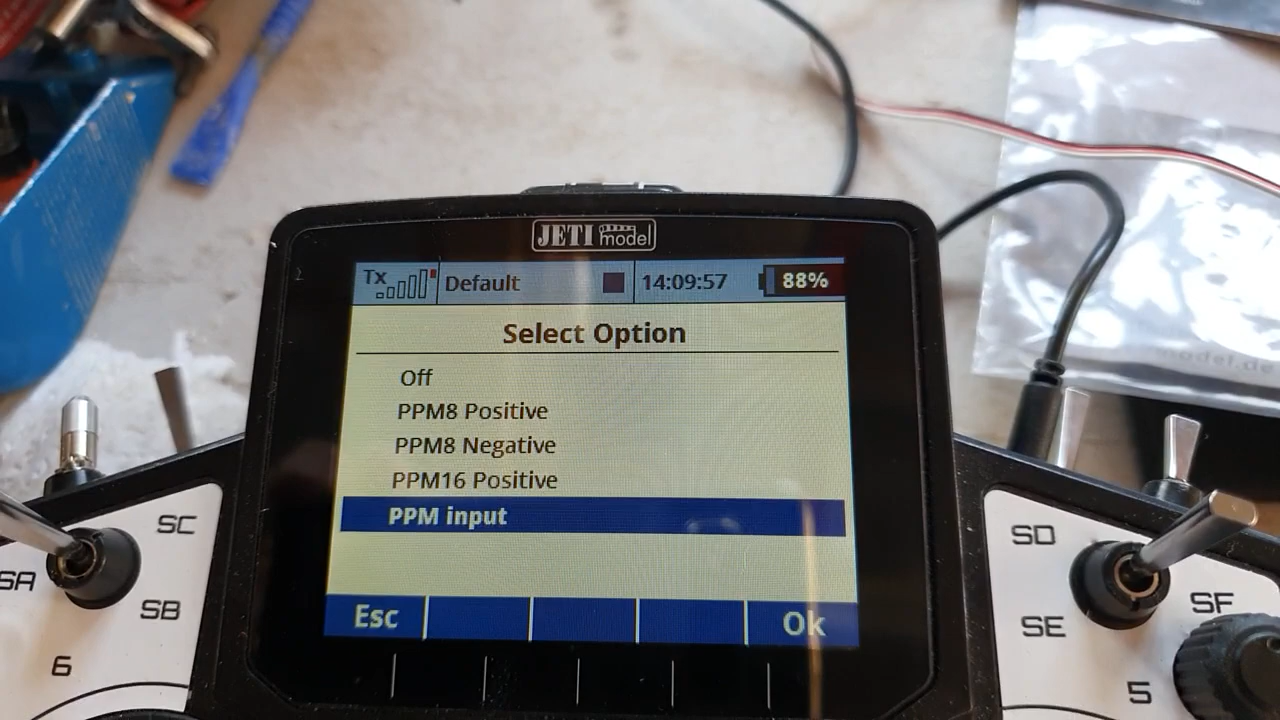 JETI model
Tx Default 14:09:57 88%
Select Option
Off
PPM8 Positive
PPM8 Negative
PPM16 Positive
PPM input
Esc Ok
SC
SA
SB
6
SD
SF
SE
5
model.de